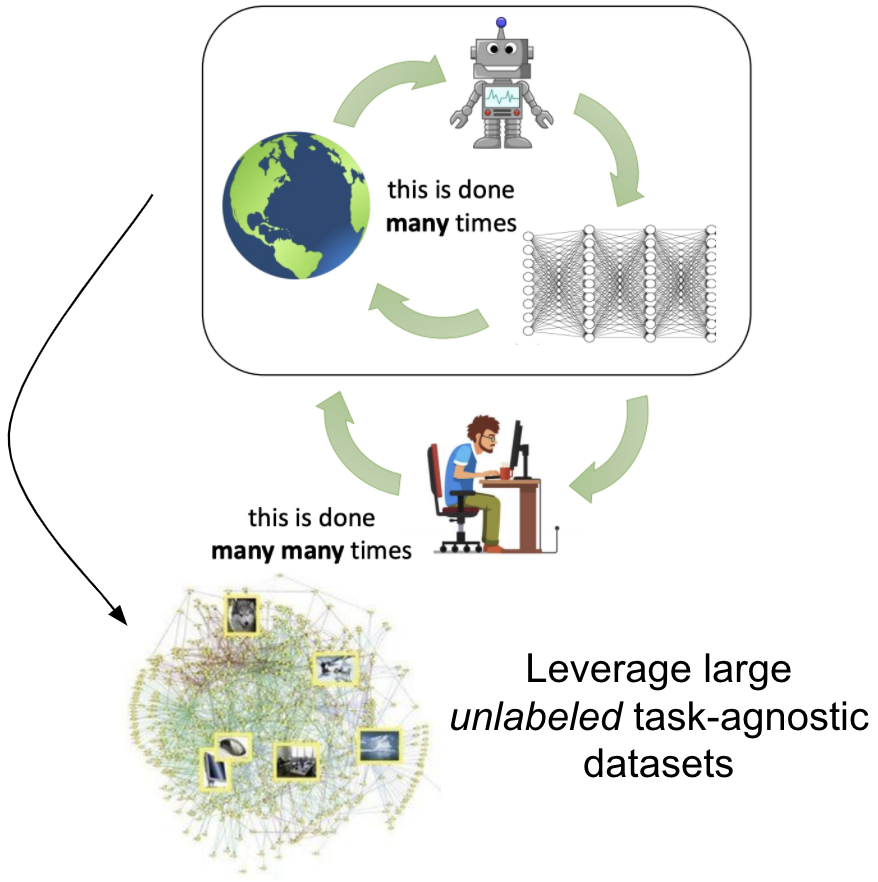 this is done
many times
this is done
many many times
Leverage large
unlabeled task-agnostic
datasets